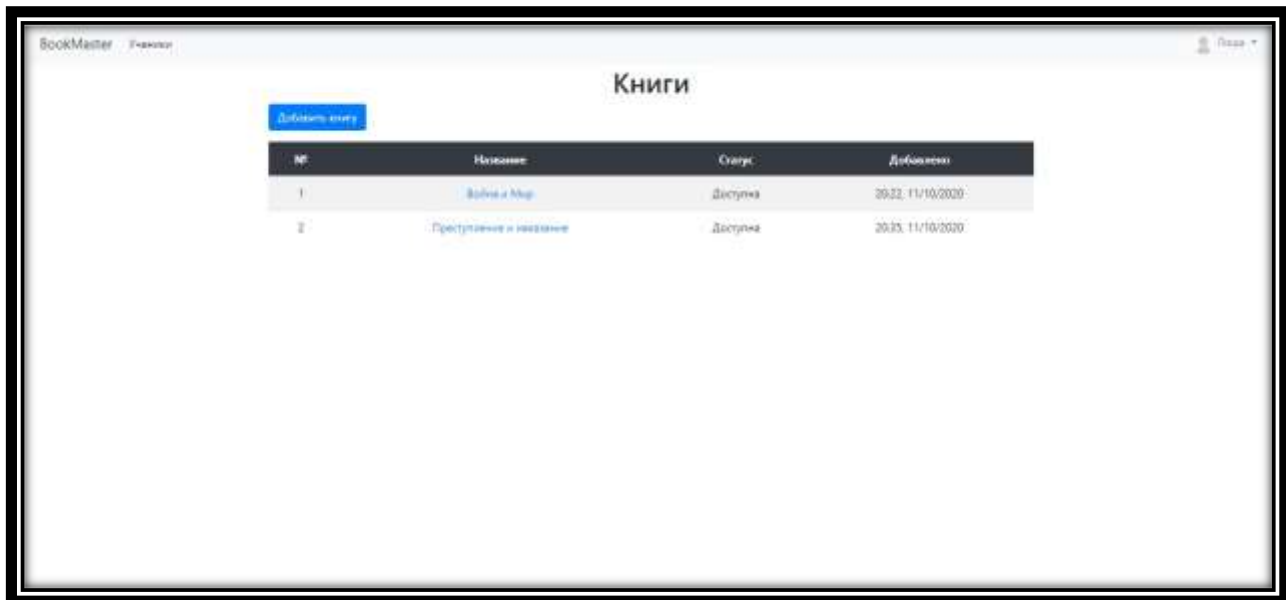 BookMaster Ученики
Книги
Добавить книгу
№ Название Статус Добавлено
1 Война и Мир Доступна 20:22, 11/10/2020
2 Преступление и наказание Доступна 20:35, 11/10/2020